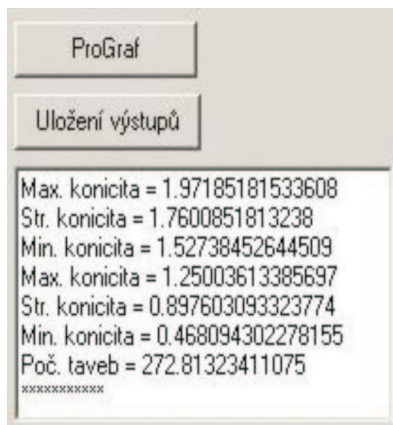 ProGraf
Uložení výstupů
Max. konicita = 1.97185181533608
Str. konicita = 1.7600851813238
Min. konicita = 1.52738452644509
Max. konicita = 1.25003613385697
Str. konicita = 0.897603093323774
Min. konicita = 0.468094302278155
Poč. taveb = 272.81323411075
xxxxxxxxxxx